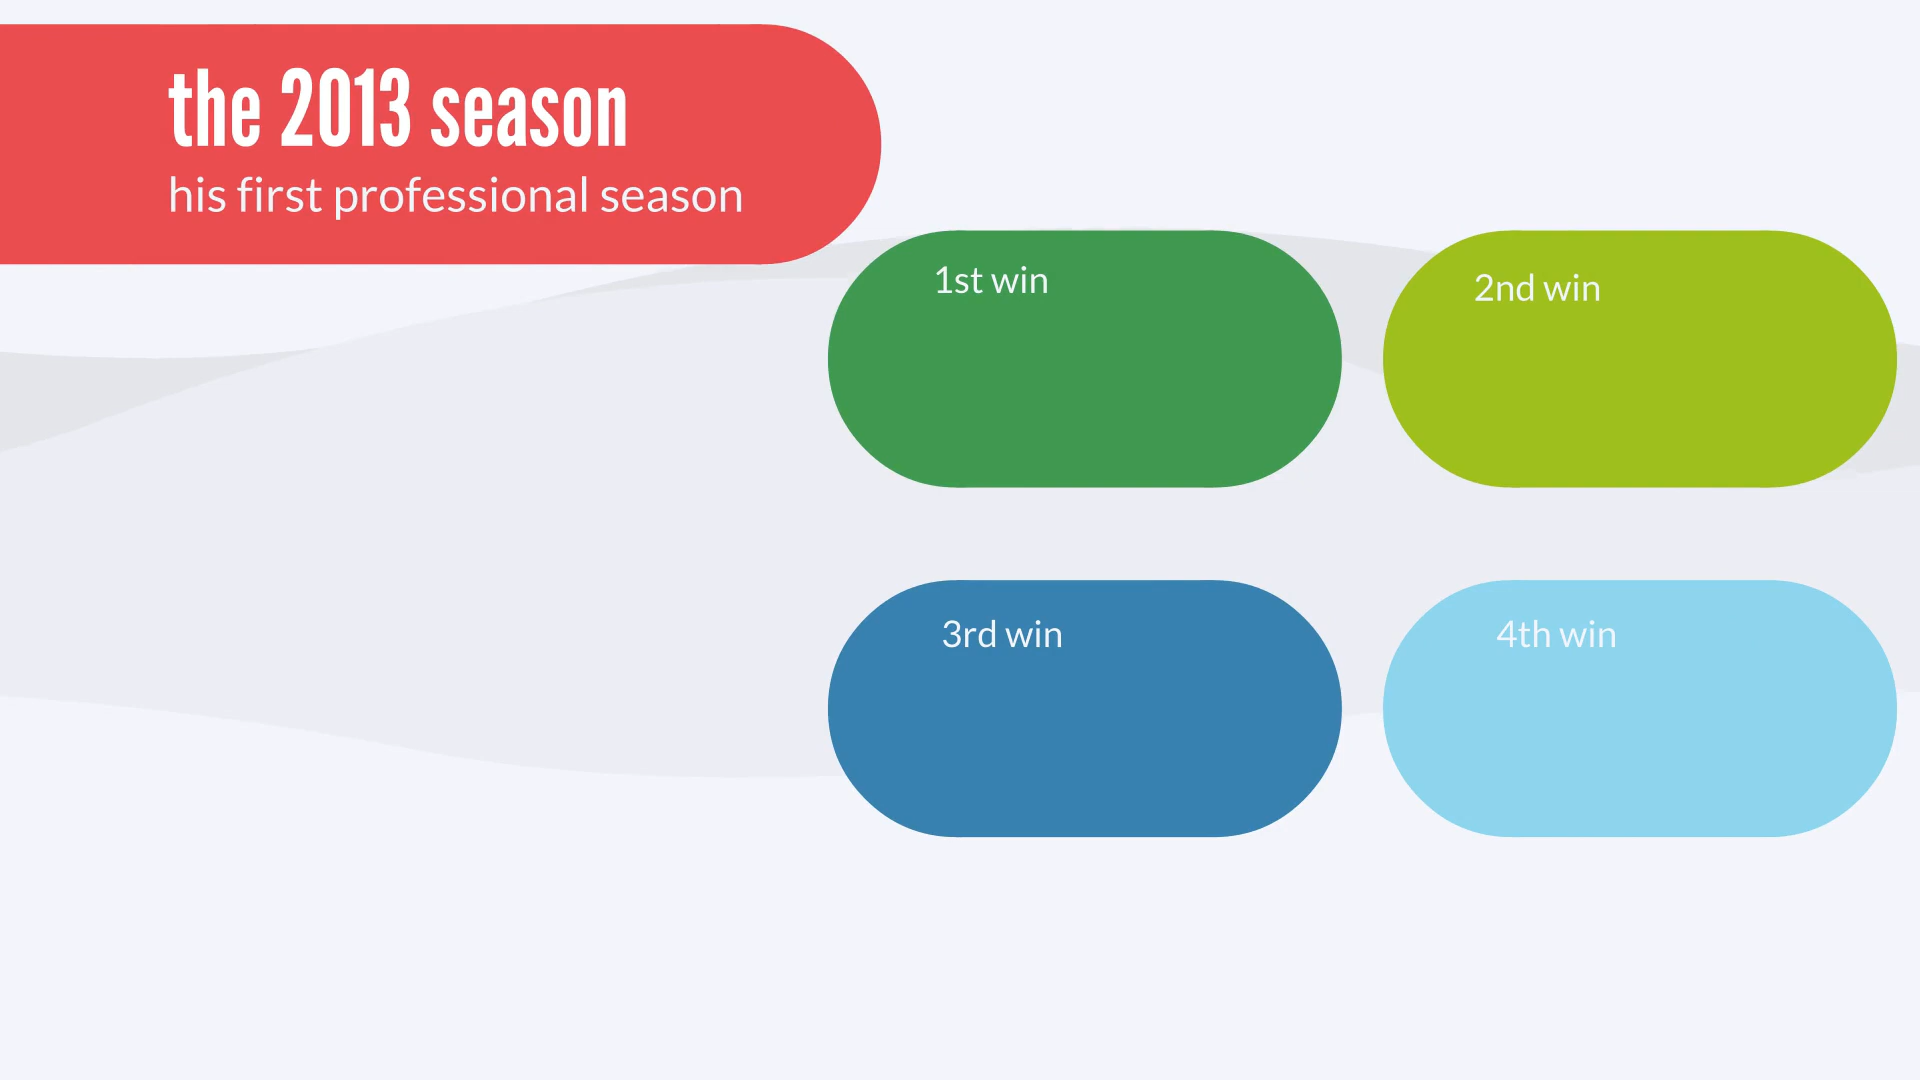 the 2013 season
his first professional season
1st win
2nd win
3rd win
4th win